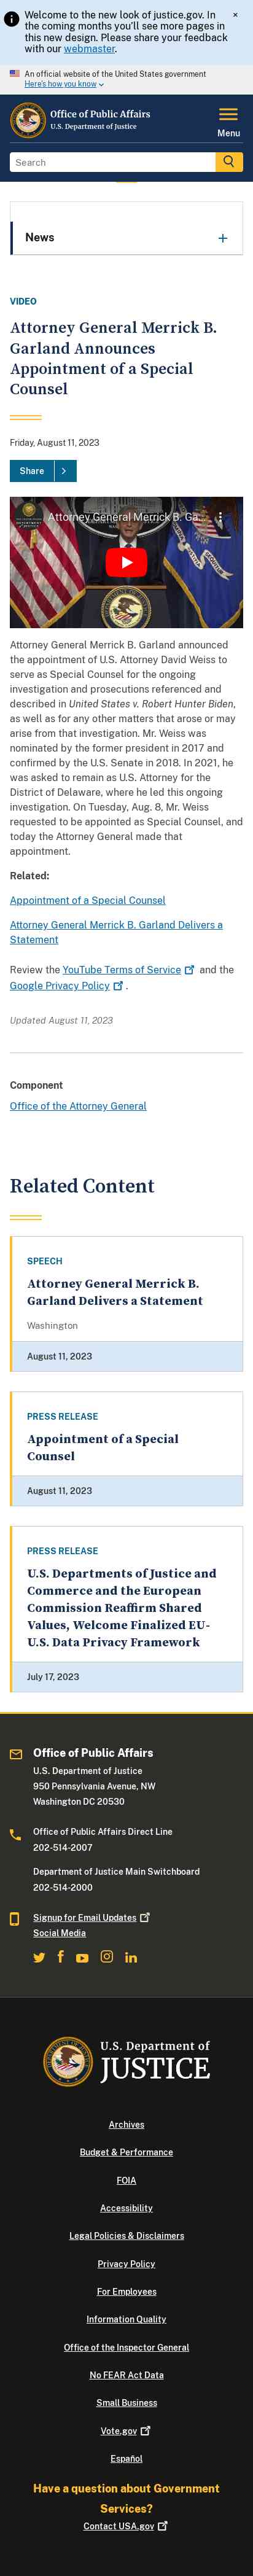 Welcome to the new look of justice.gov. In
the coming months you'll see more pages in
this new design. Please share your feedback
with our webmaster.
×
An official website of the United States government
Here's how you know
Office of Public Affairs
U.S. Department of Justice
Menu
Search
News
VIDEO
Attorney General Merrick B.
Garland Announces
Appointment of a Special
Counsel
Friday, August 11, 2023
Share
Attorney General Merrick B. Ga
Attorney General Merrick B. Garland announced
the appointment of U.S. Attorney David Weiss to
serve as Special Counsel for the ongoing
investigation and prosecutions referenced and
described in United States v. Robert Hunter Biden,
as well as for any other matters that arose or may
arise from that investigation. Mr. Weiss was
nominated by the former president in 2017 and
confirmed by the U.S. Senate in 2018. In 2021, he
was asked to remain as U.S. Attorney for the
District of Delaware, where he led this ongoing
investigation. On Tuesday, Aug. 8, Mr. Weiss
requested to be appointed as Special Counsel, and
today the Attorney General made that
appointment.
Related:
Appointment of a Special Counsel
Attorney General Merrick B. Garland Delivers a
Statement
Review the YouTube Terms of Service and the
Google Privacy Policy .
Updated August 11, 2023
Component
Office of the Attorney General
Related Content
SPEECH
Attorney General Merrick B.
Garland Delivers a Statement
Washington
August 11, 2023
PRESS RELEASE
Appointment of a Special
Counsel
August 11, 2023
PRESS RELEASE
U.S. Departments of Justice and
Commerce and the European
Commission Reaffirm Shared
Values, Welcome Finalized EU-
U.S. Data Privacy Framework
July 17, 2023
Office of Public Affairs
U.S. Department of Justice
950 Pennsylvania Avenue, NW
Washington DC 20530
Office of Public Affairs Direct Line
202-514-2007
Department of Justice Main Switchboard
202-514-2000
Signup for Email Updates
Social Media
U.S. Department of
JUSTICE
Archives
Budget & Performance
FOIA
Accessibility
Legal Policies & Disclaimers
Privacy Policy
For Employees
Information Quality
Office of the Inspector General
No FEAR Act Data
Small Business
Vote.gov
Español
Have a question about Government
Services?
Contact USA.gov